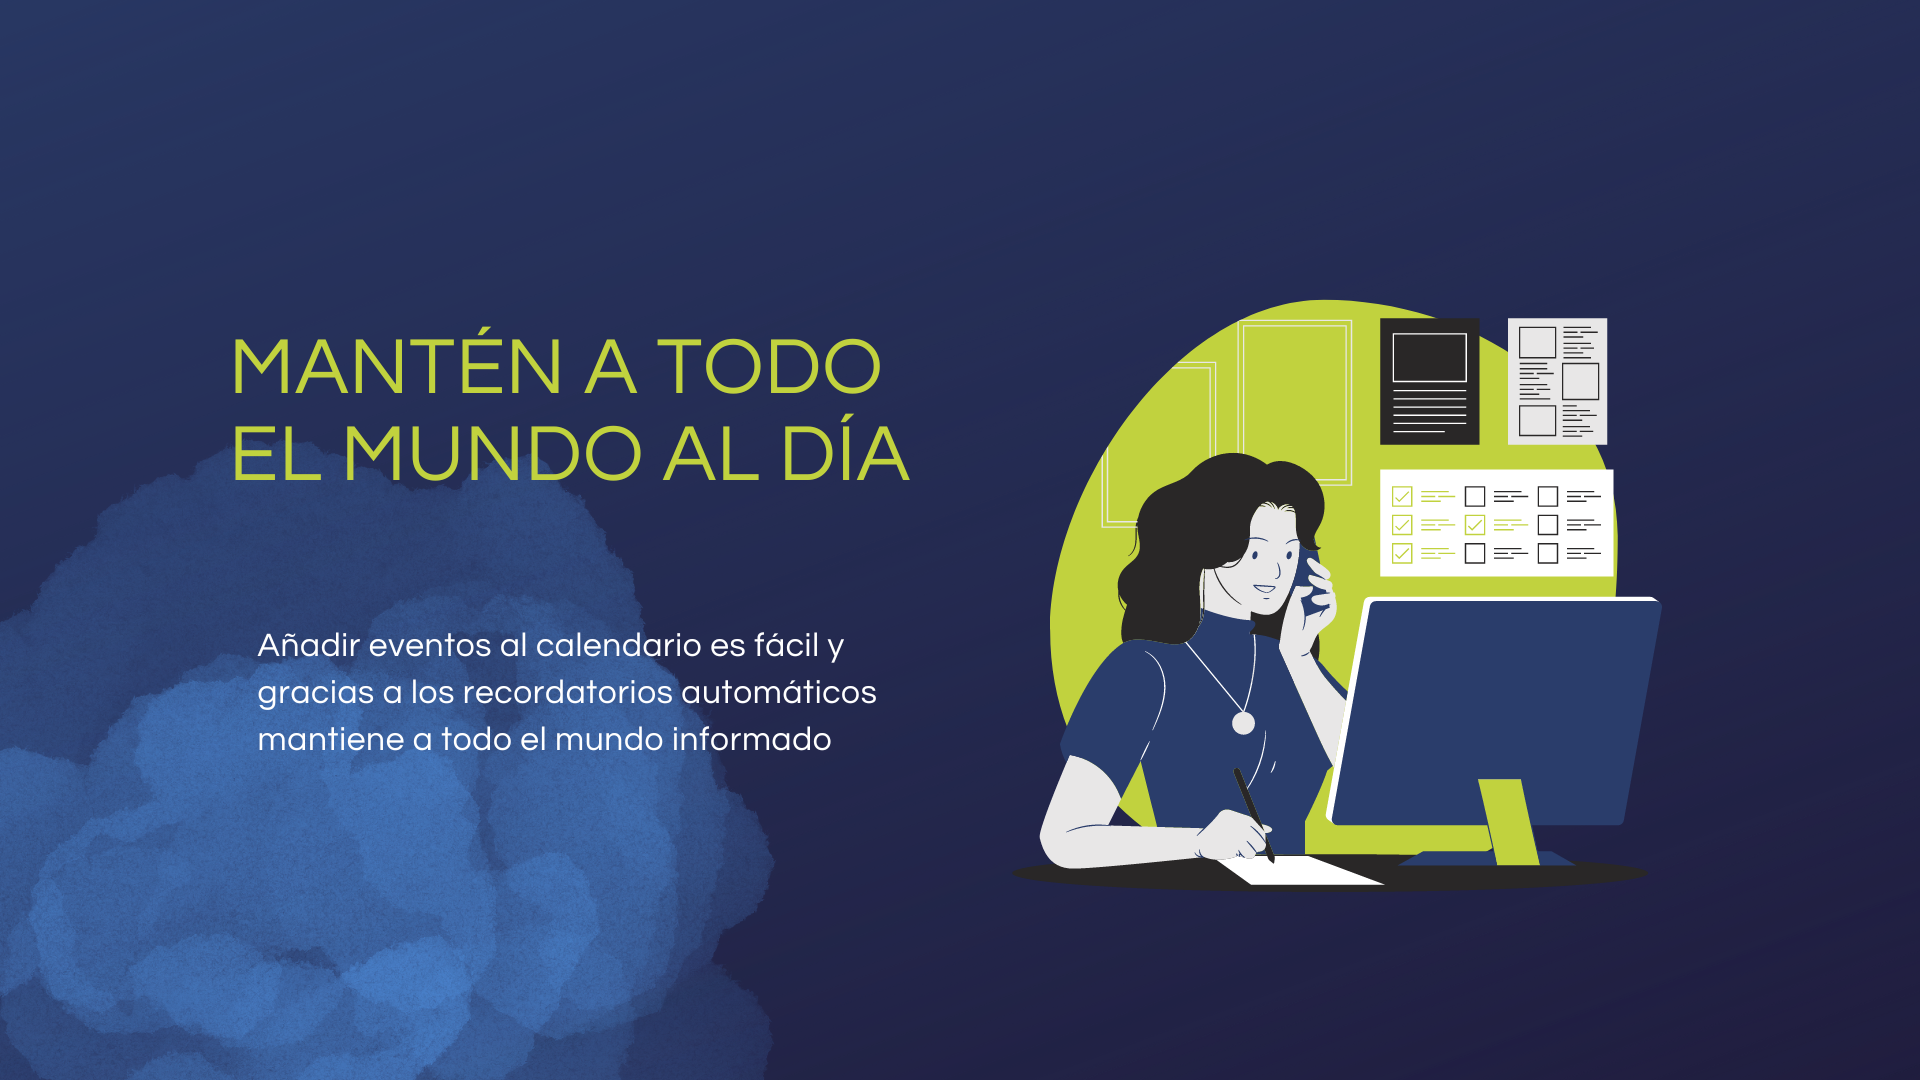 MANTÉN A TODO
EL MUNDO AL DÍA
Añadir eventos al calendario es fácil y
gracias a los recordatorios automáticos
mantiene a todo el mundo informado